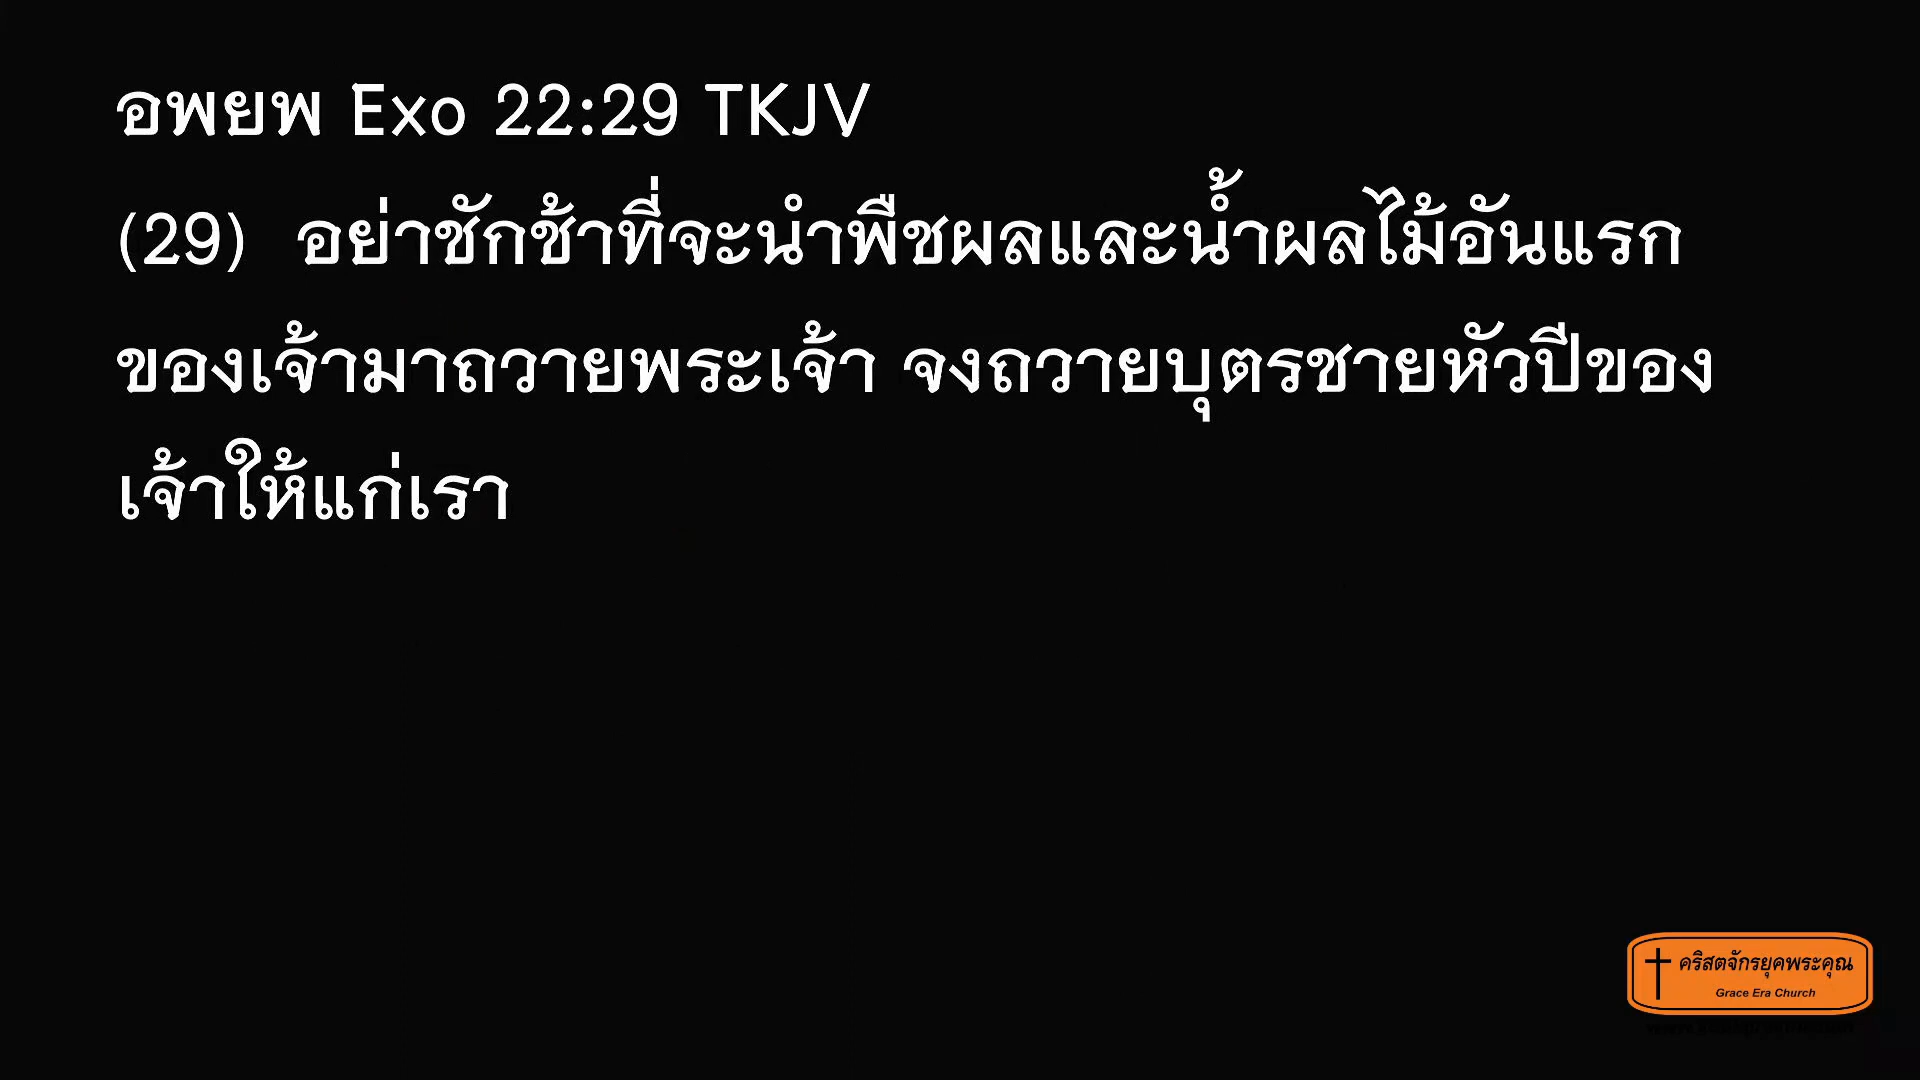 อพยพ Exo 22:29 TKJV
(29) อย่าชักช้าที่จะนำพืชผลและน้ำผลไม้อันแรก
ของเจ้ามาถวายพระเจ้า จงถวายบุตรชายหัวปีของ
เจ้าให้แก่เรา
คริสตจักรยุคพระคุณ
Grace Era Church